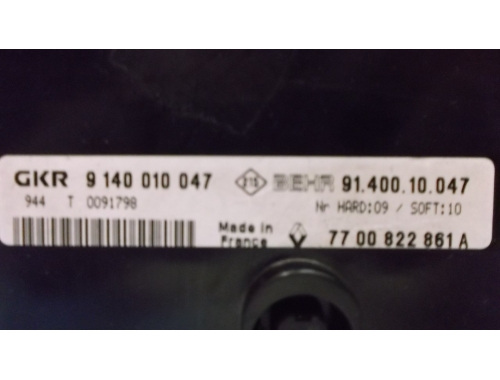 GKR 9 140 010 047 215 BEHR 91.400.10.047
944 T 0091798 Nr HARD:09 / SOFT:10
Made in
France 77 00 822 861 A